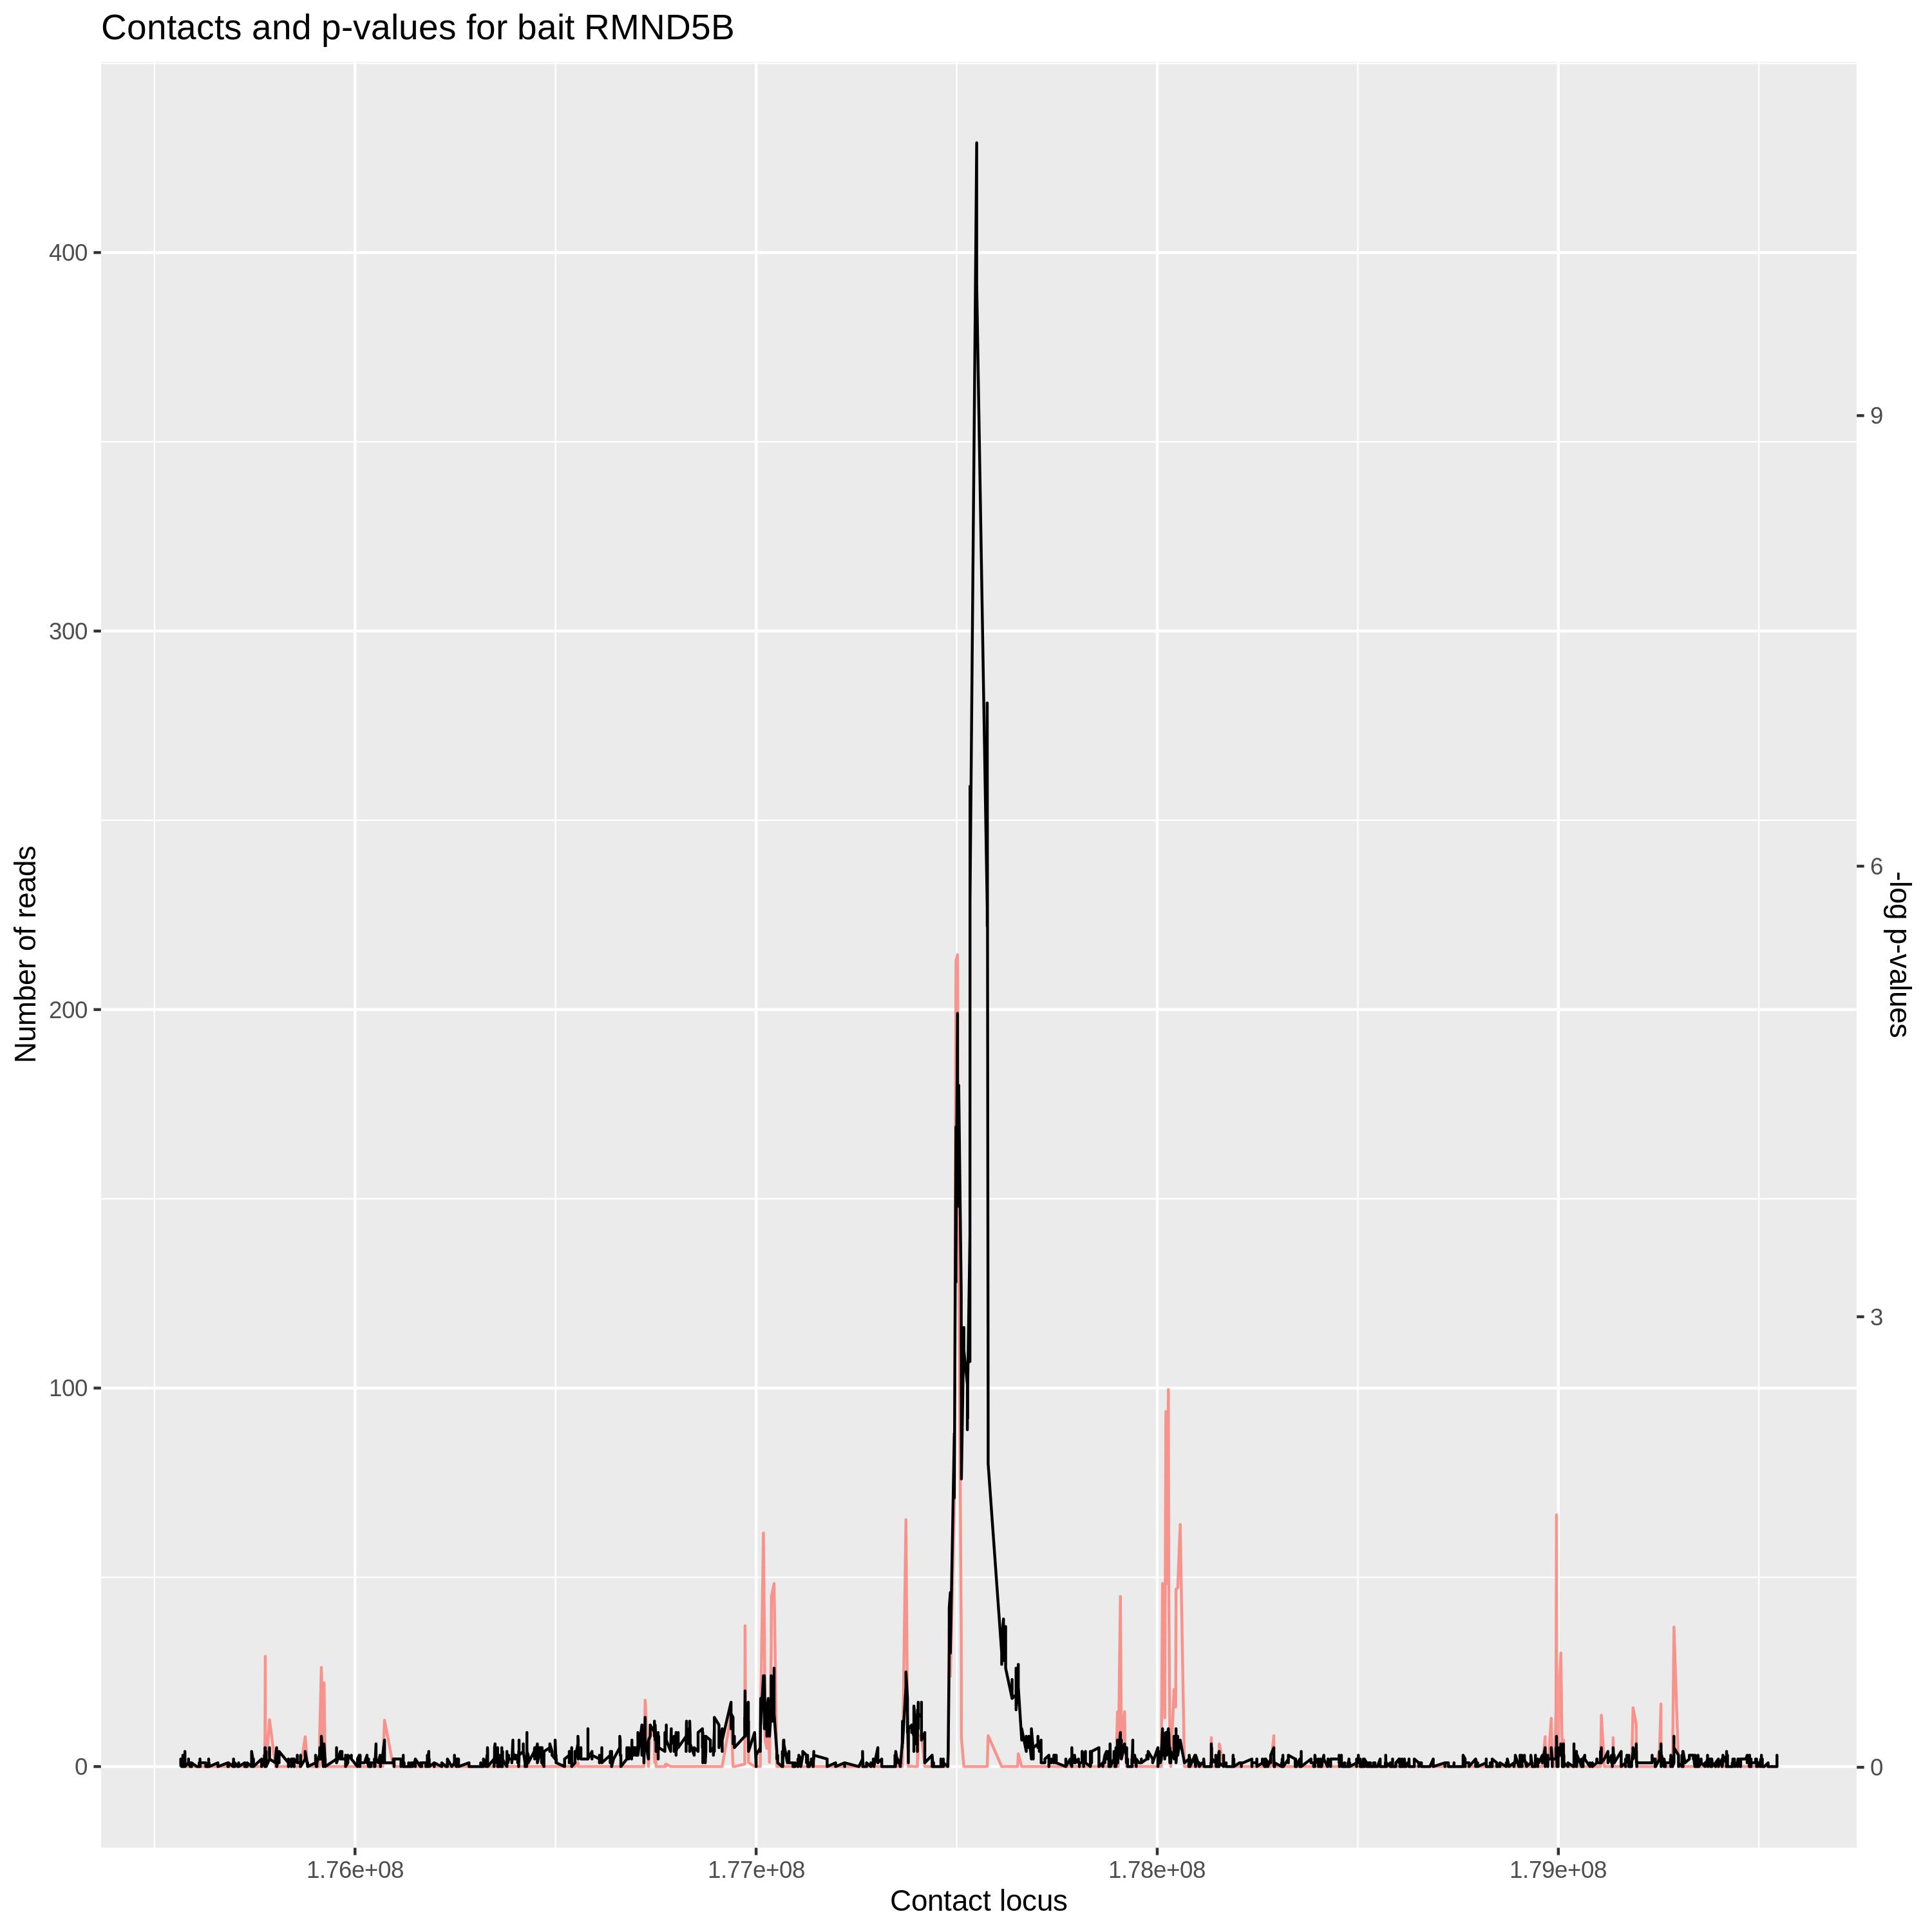 Contacts and p-values for bait RMND5B
400
300
200
100
0
Number of reads
9
6
3
0
-log p-values
1.76e+08
1.77e+08
1.78e+08
1.79e+08
Contact locus